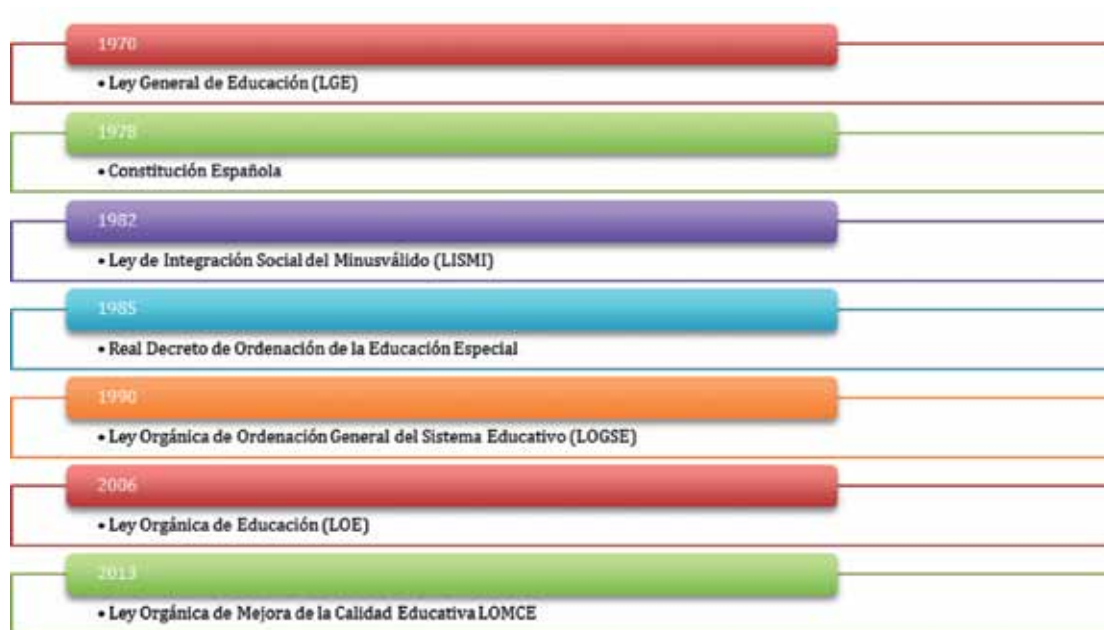 1970
• Ley General de Educación (LGE)
1978
• Constitución Española
1982
• Ley de Integración Social del Minusválido (LISMI)
1985
• Real Decreto de Ordenación de la Educación Especial
1990
• Ley Orgánica de Ordenación General del Sistema Educativo (LOGSE)
2006
• Ley Orgánica de Educación (LOE)
2013
• Ley Orgánica de Mejora de la Calidad Educativa LOMCE